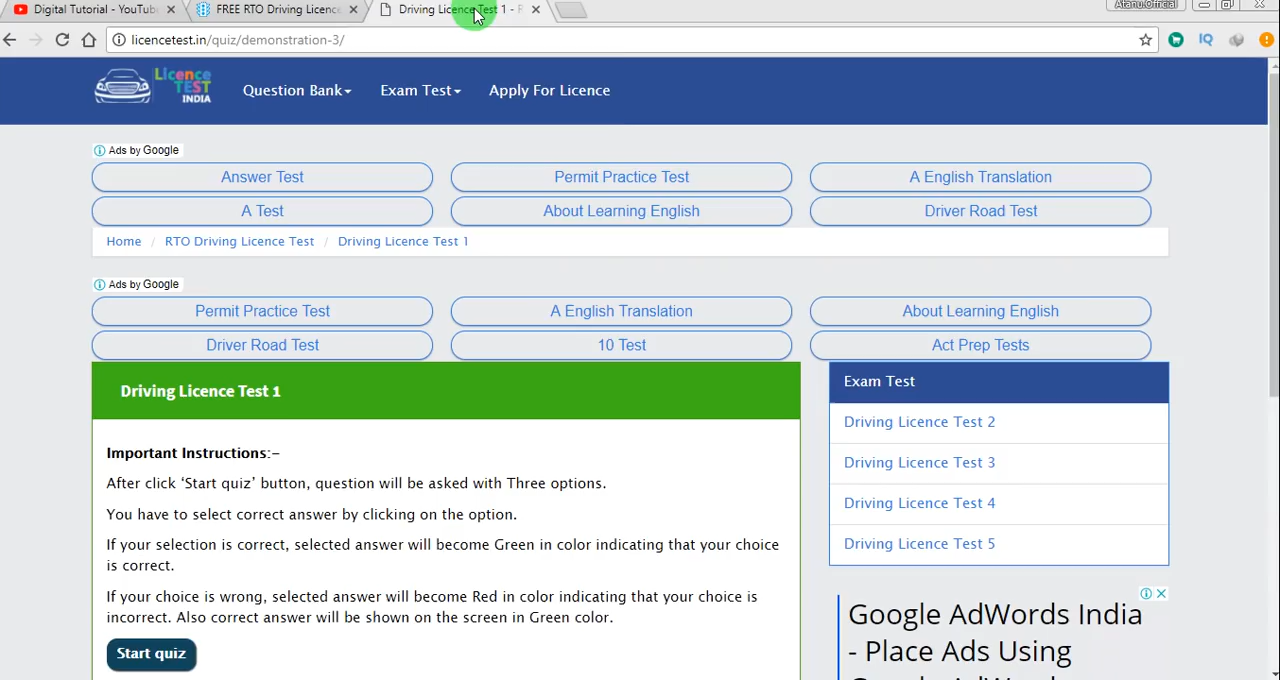 Digital Tutorial - YouTub
FREE RTO Driving Licenc
Driving Licence Test 1 -
Atanu.Official
licencetest.in/quiz/demonstration-3/
IQ
Licence TEST INDIA
Question Bank
Exam Test
Apply For Licence
Ads by Google
Answer Test
Permit Practice Test
A English Translation
A Test
About Learning English
Driver Road Test
Home / RTO Driving Licence Test / Driving Licence Test 1
Ads by Google
Permit Practice Test
A English Translation
About Learning English
Driver Road Test
10 Test
Act Prep Tests
Driving Licence Test 1
Important Instructions:-
After click ‘Start quiz’ button, question will be asked with Three options.
You have to select correct answer by clicking on the option.
If your selection is correct, selected answer will become Green in color indicating that your choice
is correct.
If your choice is wrong, selected answer will become Red in color indicating that your choice is
incorrect. Also correct answer will be shown on the screen in Green color.
Start quiz
Exam Test
Driving Licence Test 2
Driving Licence Test 3
Driving Licence Test 4
Driving Licence Test 5
Google AdWords India
- Place Ads Using